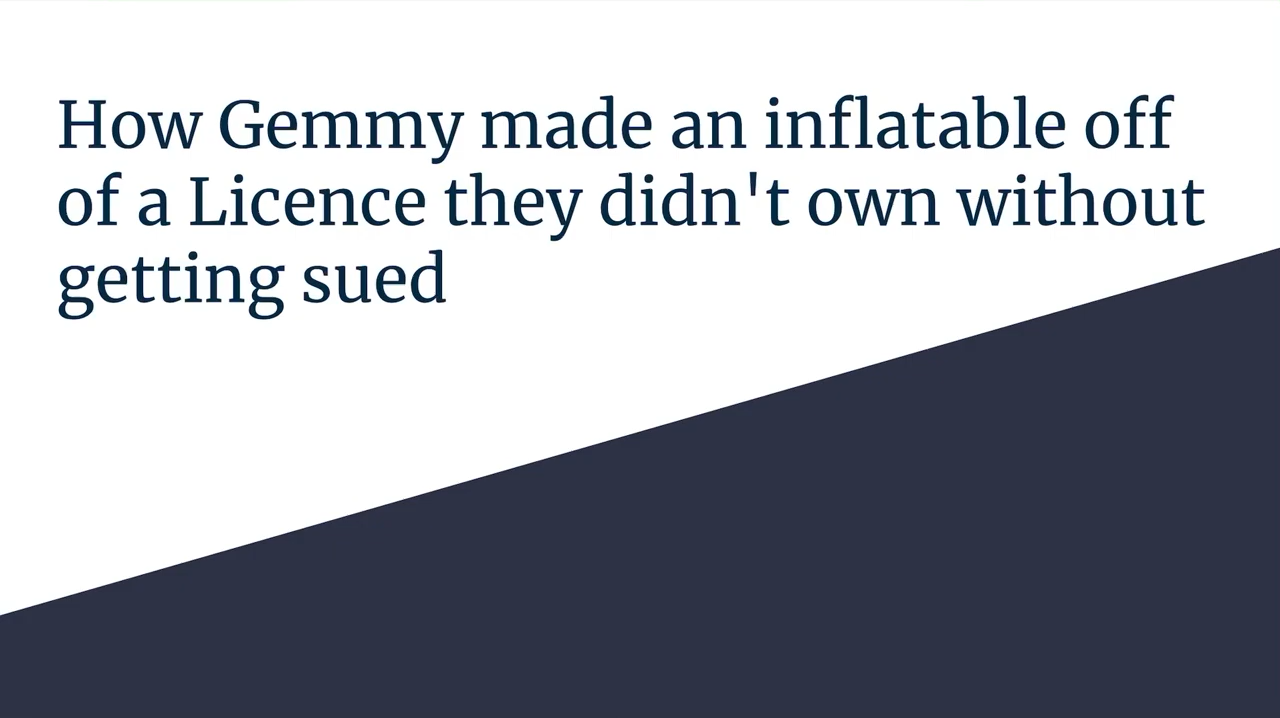 How Gemmy made an inflatable off
of a Licence they didn't own without
getting sued